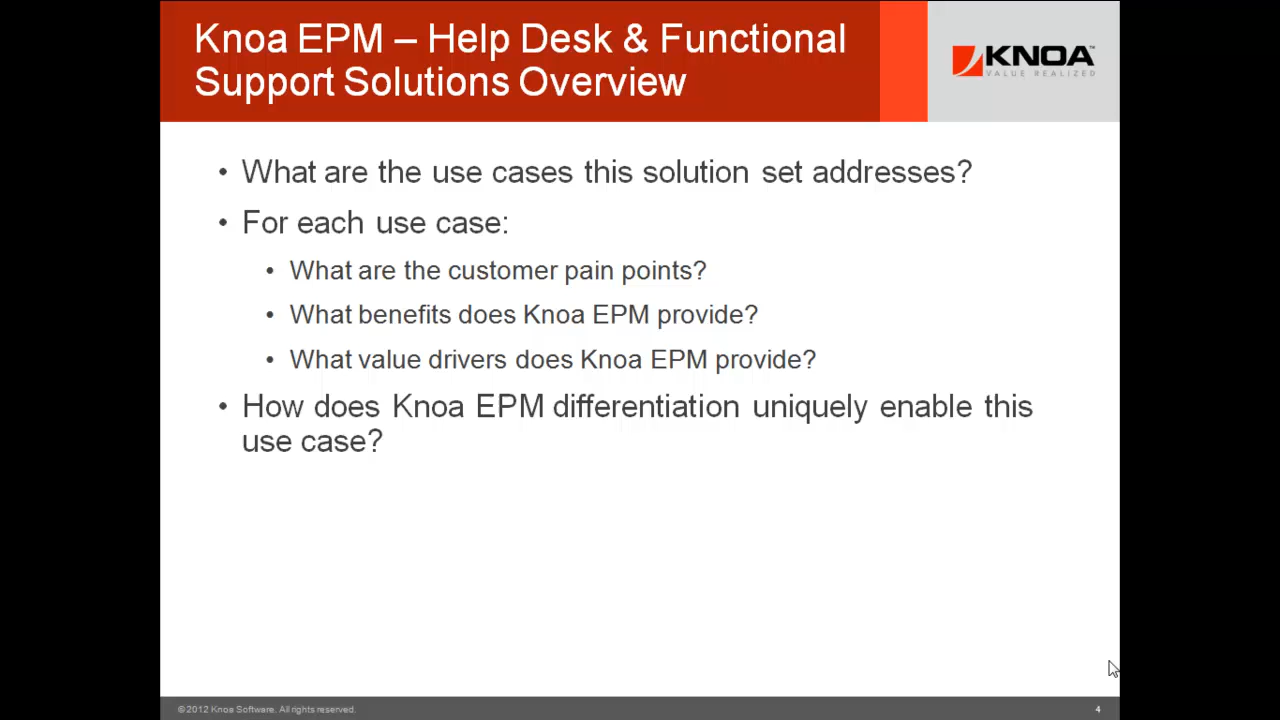 Knoa EPM – Help Desk & Functional
Support Solutions Overview
KNOA™
VALUE REALIZED
• What are the use cases this solution set addresses?
• For each use case:
• What are the customer pain points?
• What benefits does Knoa EPM provide?
• What value drivers does Knoa EPM provide?
• How does Knoa EPM differentiation uniquely enable this
use case?
© 2012 Knoa Software. All rights reserved.
4